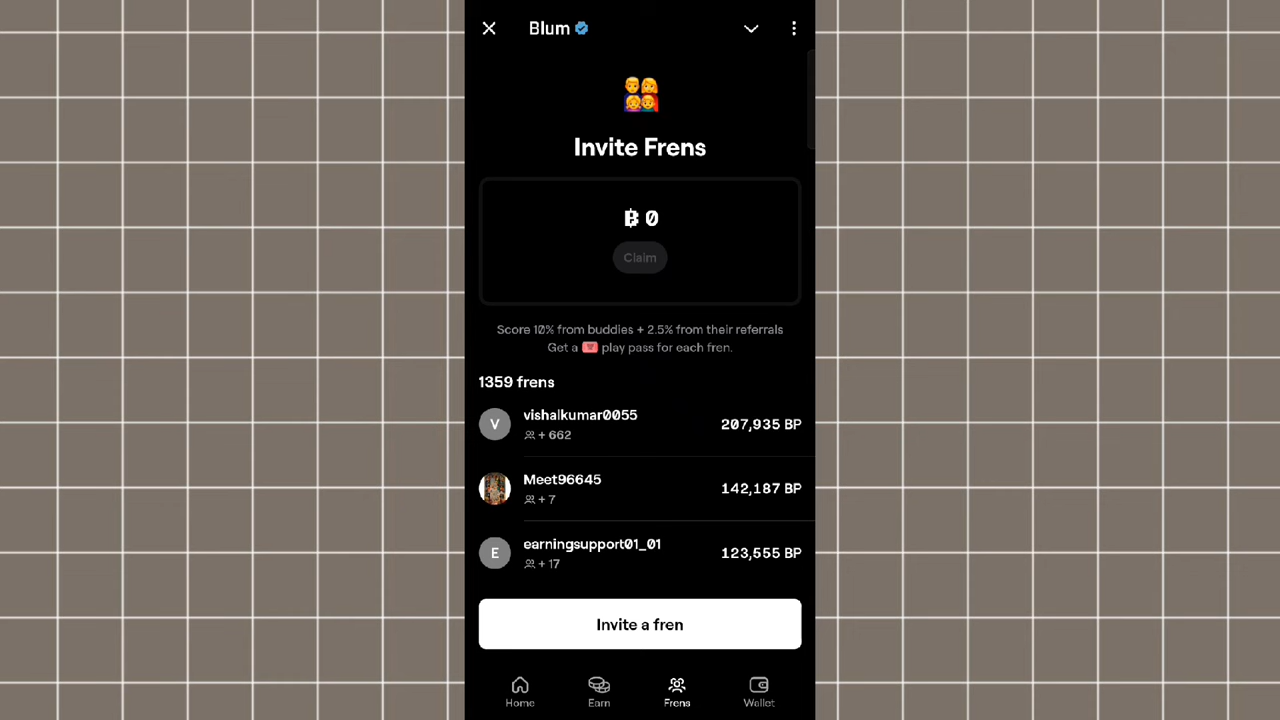 Blum
Invite Frens
0
Claim
Score 10% from buddies + 2.5% from their referrals
Get a play pass for each fren.
1359 frens
V
vishalkumar0055
+ 662
207,935 BP
Meet96645
+ 7
142,187 BP
E
earningsupport01_01
+ 17
123,555 BP
Invite a fren
Home
Earn
Frens
Wallet